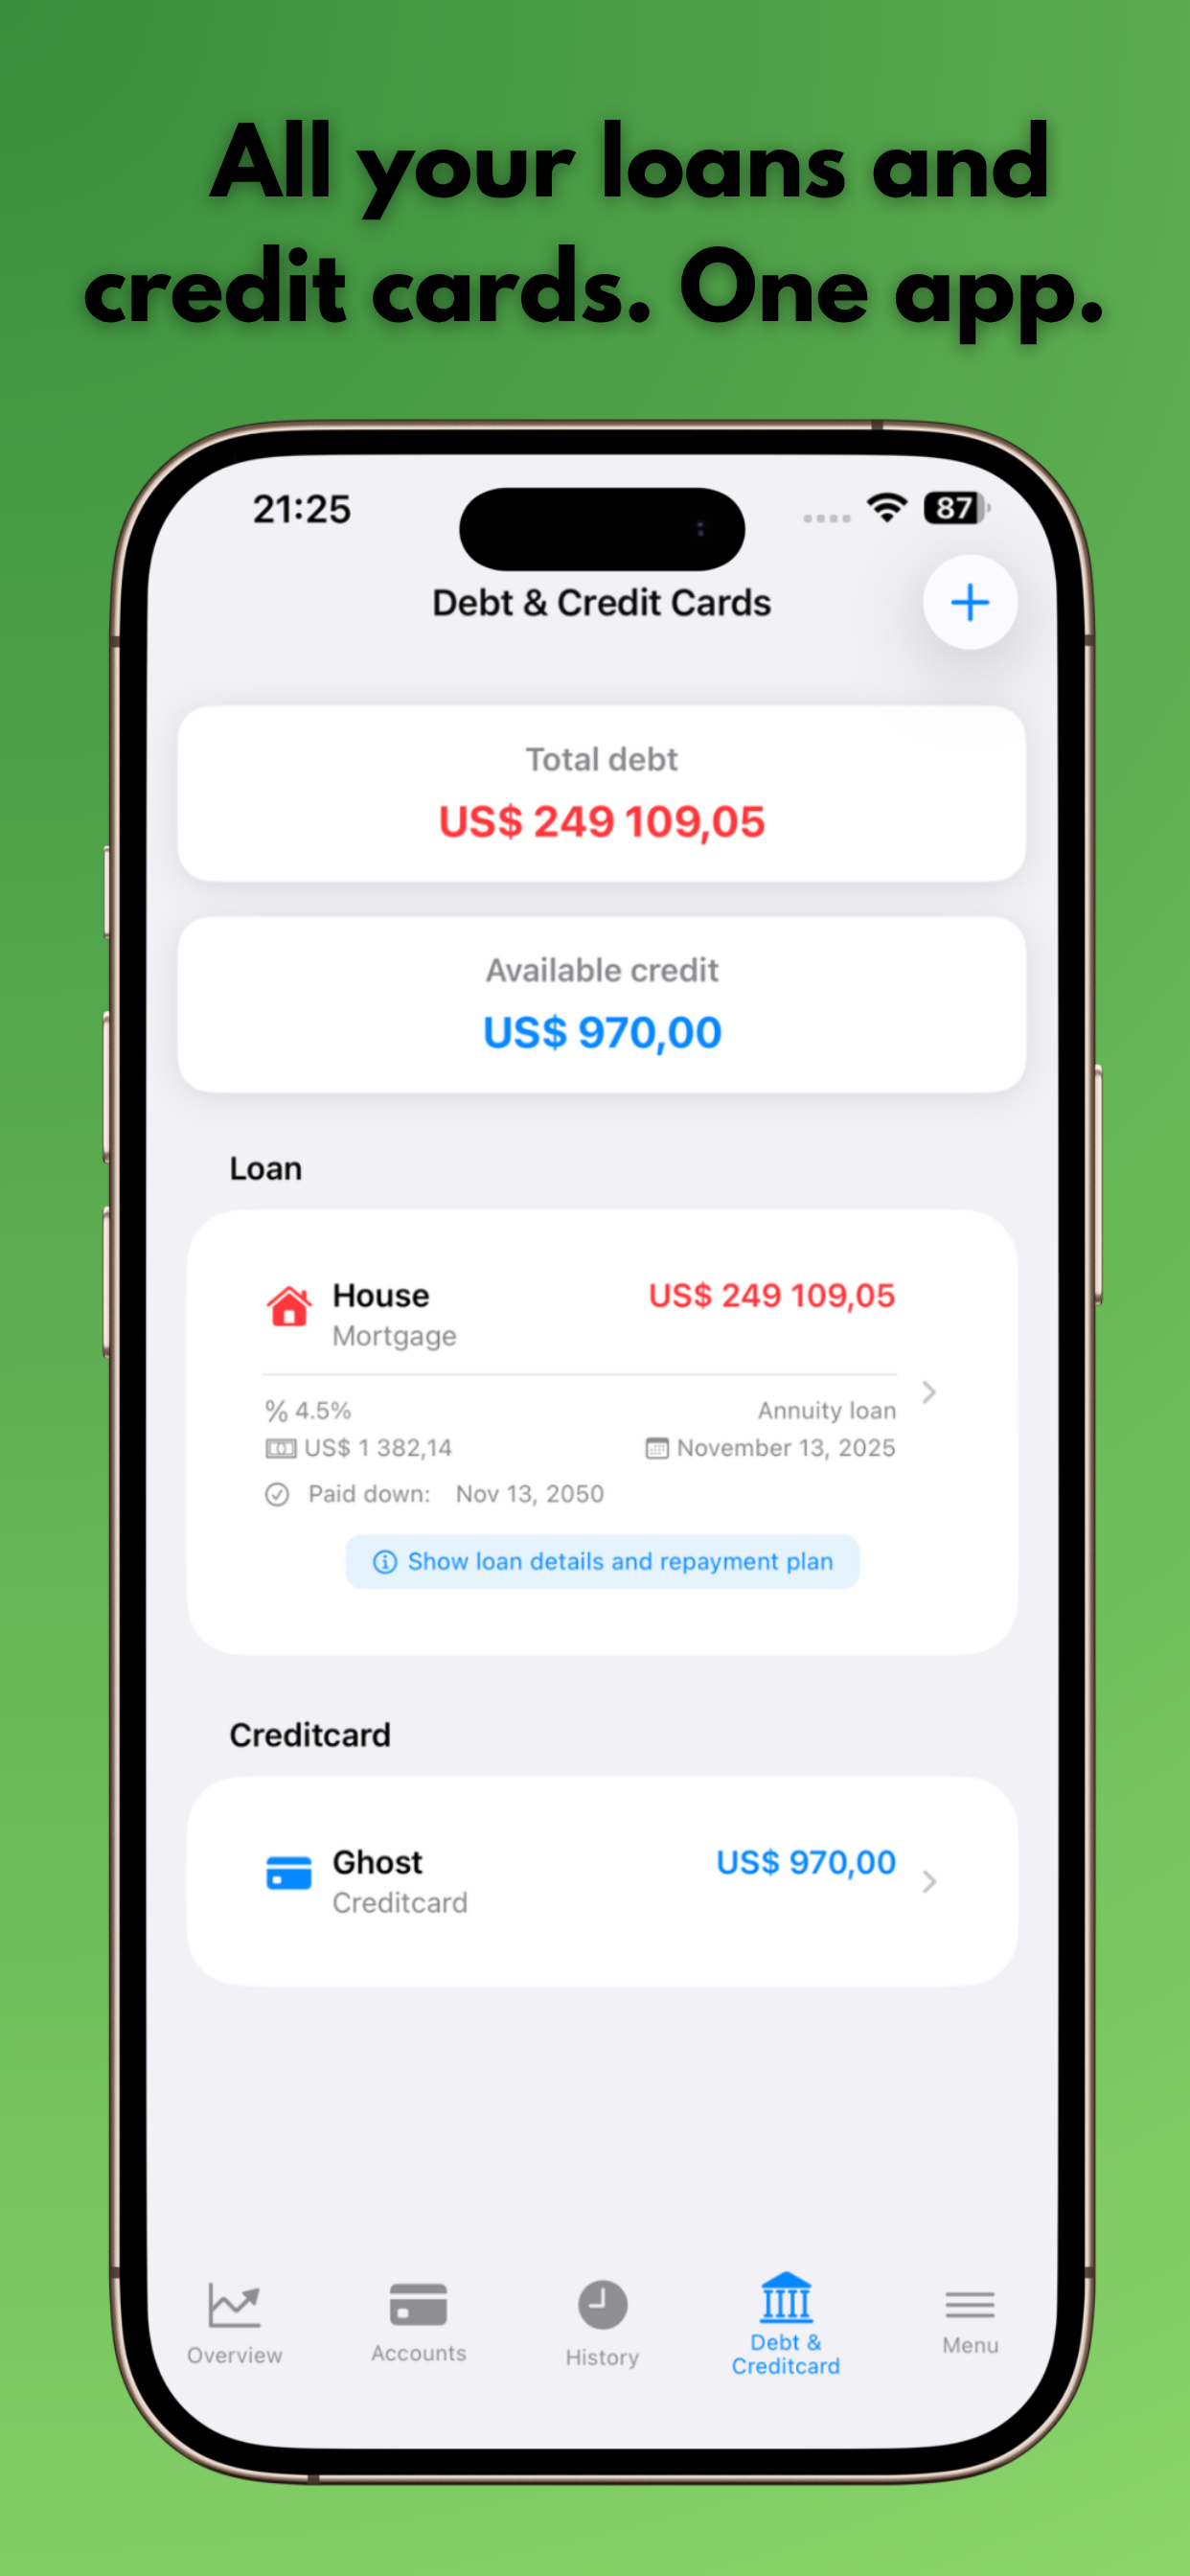 All your loans and
credit cards. One app.
21:25
87
Debt & Credit Cards
Total debt
US$ 249 109,05
Available credit
US$ 970,00
Loan
House
US$ 249 109,05
Mortgage
% 4.5%
Annuity loan
US$ 1 382,14
November 13, 2025
Paid down: Nov 13, 2050
Show loan details and repayment plan
Creditcard
Ghost
US$ 970,00
Creditcard
Overview
Accounts
History
Debt &
Creditcard
Menu